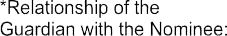 *Relationship of the
Guardian with the Nominee: